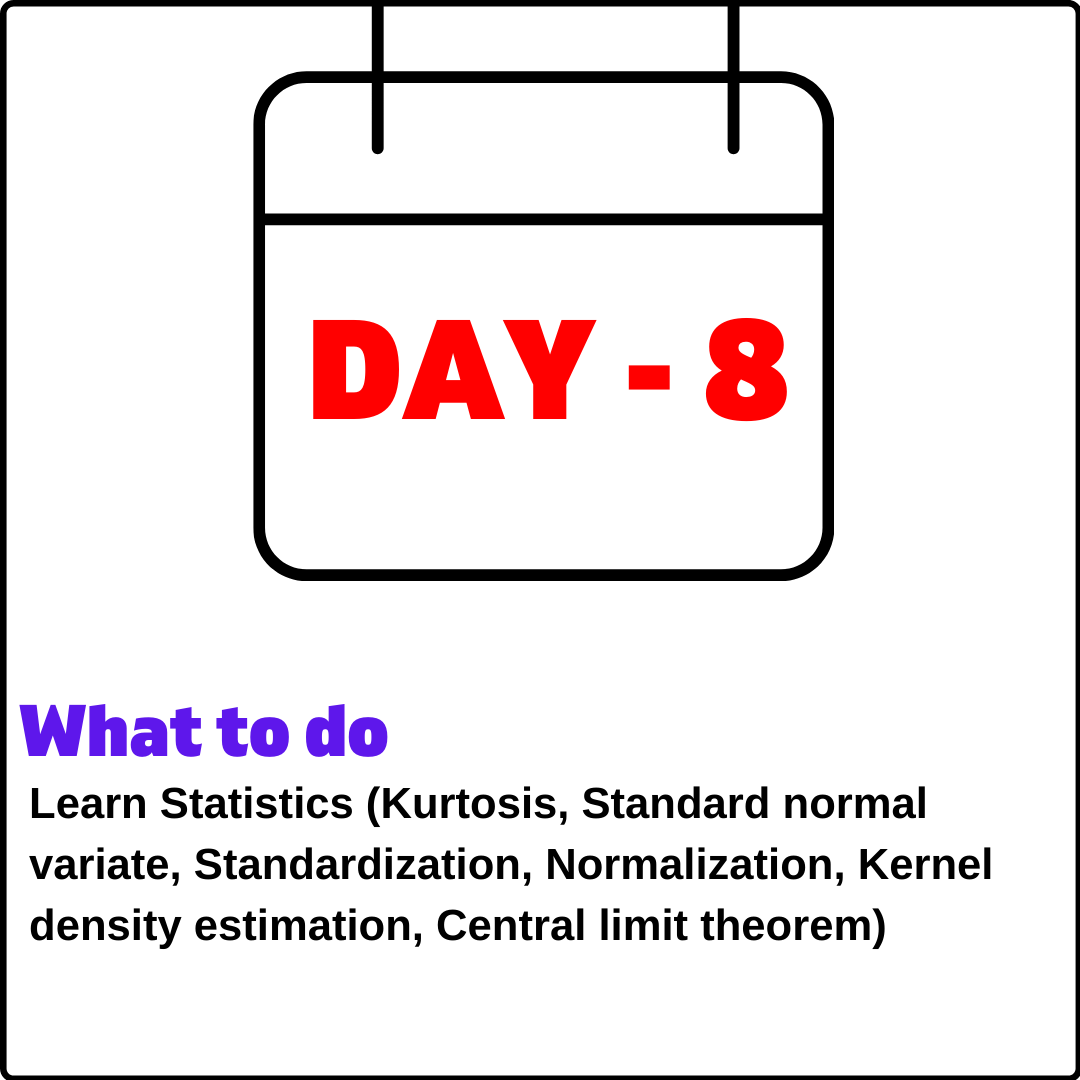 DAY - 8
What to do
Learn Statistics (Kurtosis, Standard normal
variate, Standardization, Normalization, Kernel
density estimation, Central limit theorem)